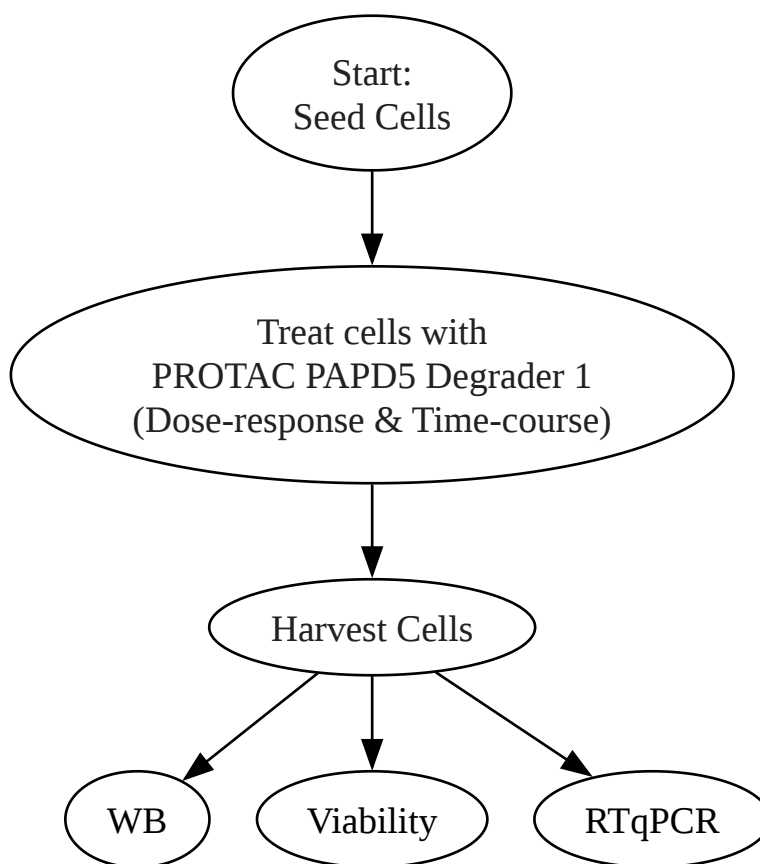 Start:
Seed Cells
Treat cells with
PROTAC PAPD5 Degrader 1
(Dose-response & Time-course)
Harvest Cells
WB
Viability
RTqPCR